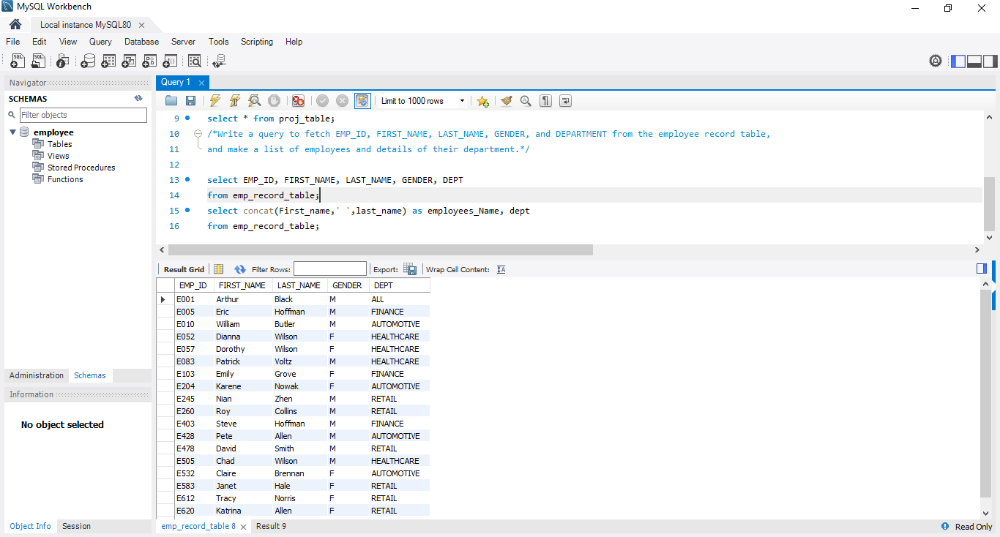 MySQL Workbench
Local instance MySQL80
File Edit View Query Database Server Tools Scripting Help
SQL SQL
Navigator
SCHEMAS
Filter objects
employee
Tables
Views
Stored Procedures
Functions
Administration Schemas
Information
No object selected
Object Info Session
Query 1
Limit to 1000 rows
9 select * from proj_table;
10 /*Write a query to fetch EMP_ID, FIRST_NAME, LAST_NAME, GENDER, and DEPARTMENT from the employee record table,
11 and make a list of employees and details of their department.*/
12
13 select EMP_ID, FIRST_NAME, LAST_NAME, GENDER, DEPT
14 from emp_record_table;
15 select concat(First_name,' ',last_name) as employees_Name, dept
16 from emp_record_table;
Result Grid Filter Rows: Export: Wrap Cell Content:
EMP_ID FIRST_NAME LAST_NAME GENDER DEPT
E001 Arthur Black M ALL
E005 Eric Hoffman M FINANCE
E010 William Butler M AUTOMOTIVE
E052 Dianna Wilson F HEALTHCARE
E057 Dorothy Wilson F HEALTHCARE
E083 Patrick Voltz M HEALTHCARE
E103 Emily Grove F FINANCE
E204 Karene Nowak F AUTOMOTIVE
E245 Nian Zhen M RETAIL
E260 Roy Collins M RETAIL
E403 Steve Hoffman M FINANCE
E428 Pete Allen M AUTOMOTIVE
E478 David Smith M RETAIL
E505 Chad Wilson M HEALTHCARE
E532 Claire Brennan F AUTOMOTIVE
E583 Janet Hale F RETAIL
E612 Tracy Norris F RETAIL
E620 Katrina Allen F RETAIL
emp_record_table 8 Result 9
Read Only